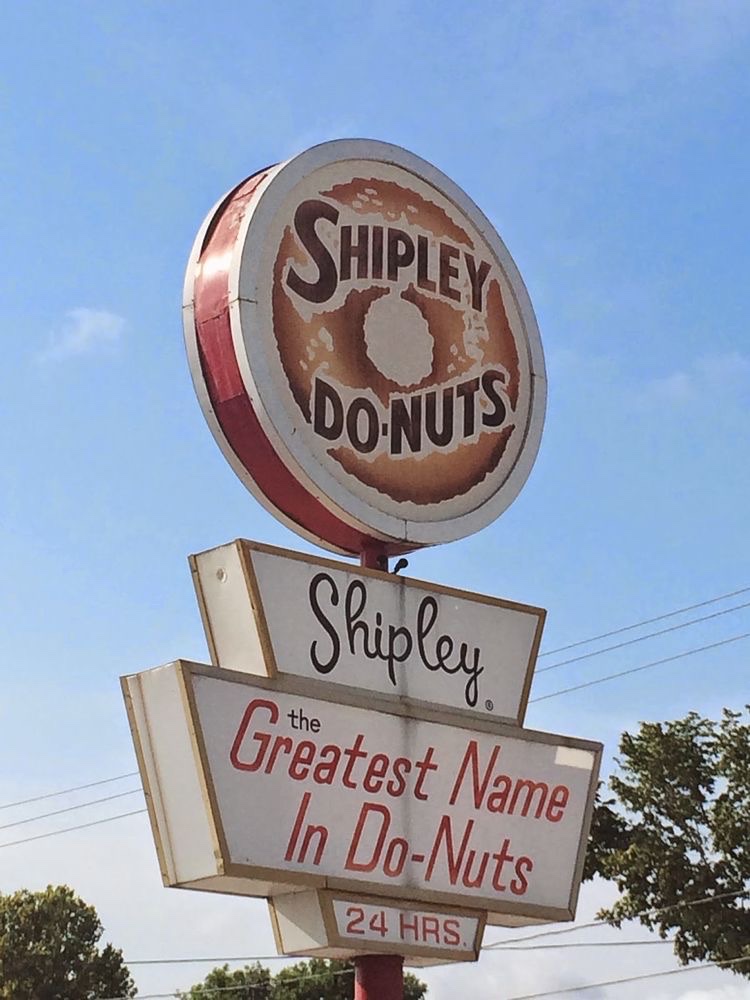 SHIPLEY
DO-NUTS
Shipley®
the
Greatest Name
In Do-Nuts
24 HRS.